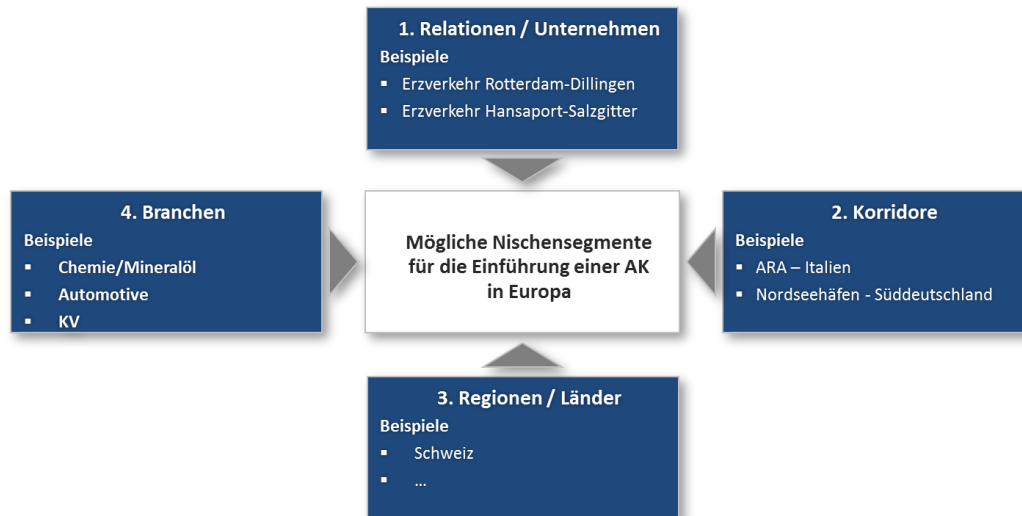 1. Relationen / Unternehmen
Beispiele
▪ Erzverkehr Rotterdam-Dillingen
▪ Erzverkehr Hansaport-Salzgitter
4. Branchen
Beispiele
▪ Chemie/Mineralöl
▪ Automotive
▪ KV
Mögliche Nischensegmente
für die Einführung einer AK
in Europa
2. Korridore
Beispiele
▪ ARA – Italien
▪ Nordseehäfen - Süddeutschland
3. Regionen / Länder
Beispiele
▪ Schweiz
▪ ...